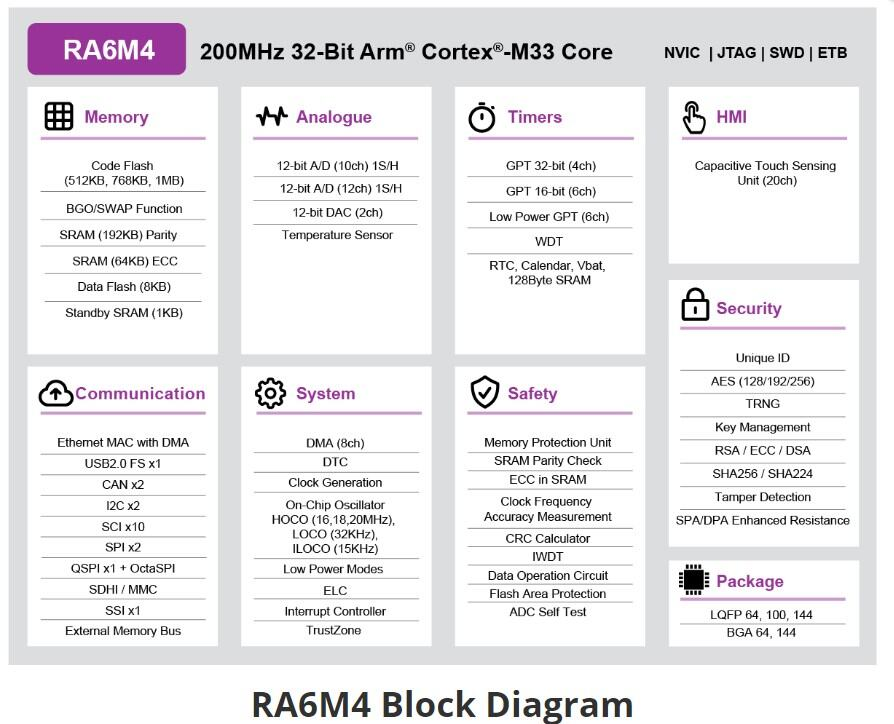 RA6M4
200MHz 32-Bit Arm® Cortex®-M33 Core
NVIC | JTAG | SWD | ETB
Memory
Code Flash
(512KB, 768KB, 1MB)
BGO/SWAP Function
SRAM (192KB) Parity
SRAM (64KB) ECC
Data Flash (8KB)
Standby SRAM (1KB)
Analogue
12-bit A/D (10ch) 1S/H
12-bit A/D (12ch) 1S/H
12-bit DAC (2ch)
Temperature Sensor
Timers
GPT 32-bit (4ch)
GPT 16-bit (6ch)
Low Power GPT (6ch)
WDT
RTC, Calendar, Vbat,
128Byte SRAM
HMI
Capacitive Touch Sensing
Unit (20ch)
Communication
Ethernet MAC with DMA
USB2.0 FS x1
CAN x2
I2C x2
SCI x10
SPI x2
QSPI x1 + OctaSPI
SDHI / MMC
SSI x1
External Memory Bus
System
DMA (8ch)
DTC
Clock Generation
On-Chip Oscillator
HOCO (16,18,20MHz),
LOCO (32KHz),
ILOCO (15KHz)
Low Power Modes
ELC
Interrupt Controller
TrustZone
Safety
Memory Protection Unit
SRAM Parity Check
ECC in SRAM
Clock Frequency
Accuracy Measurement
CRC Calculator
IWDT
Data Operation Circuit
Flash Area Protection
ADC Self Test
Security
Unique ID
AES (128/192/256)
TRNG
Key Management
RSA / ECC / DSA
SHA256 / SHA224
Tamper Detection
SPA/DPA Enhanced Resistance
Package
LQFP 64, 100, 144
BGA 64, 144
RA6M4 Block Diagram